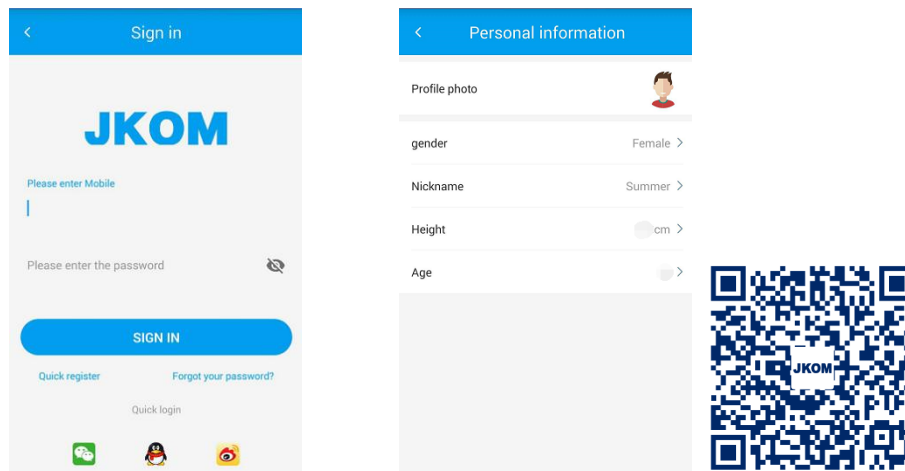 Sign in
JKOM
Please enter Mobile
Please enter the password
SIGN IN
Quick register Forgot your password?
Quick login
Personal information
Profile photo
gender Female
Nickname Summer
Height cm
Age
JKOM